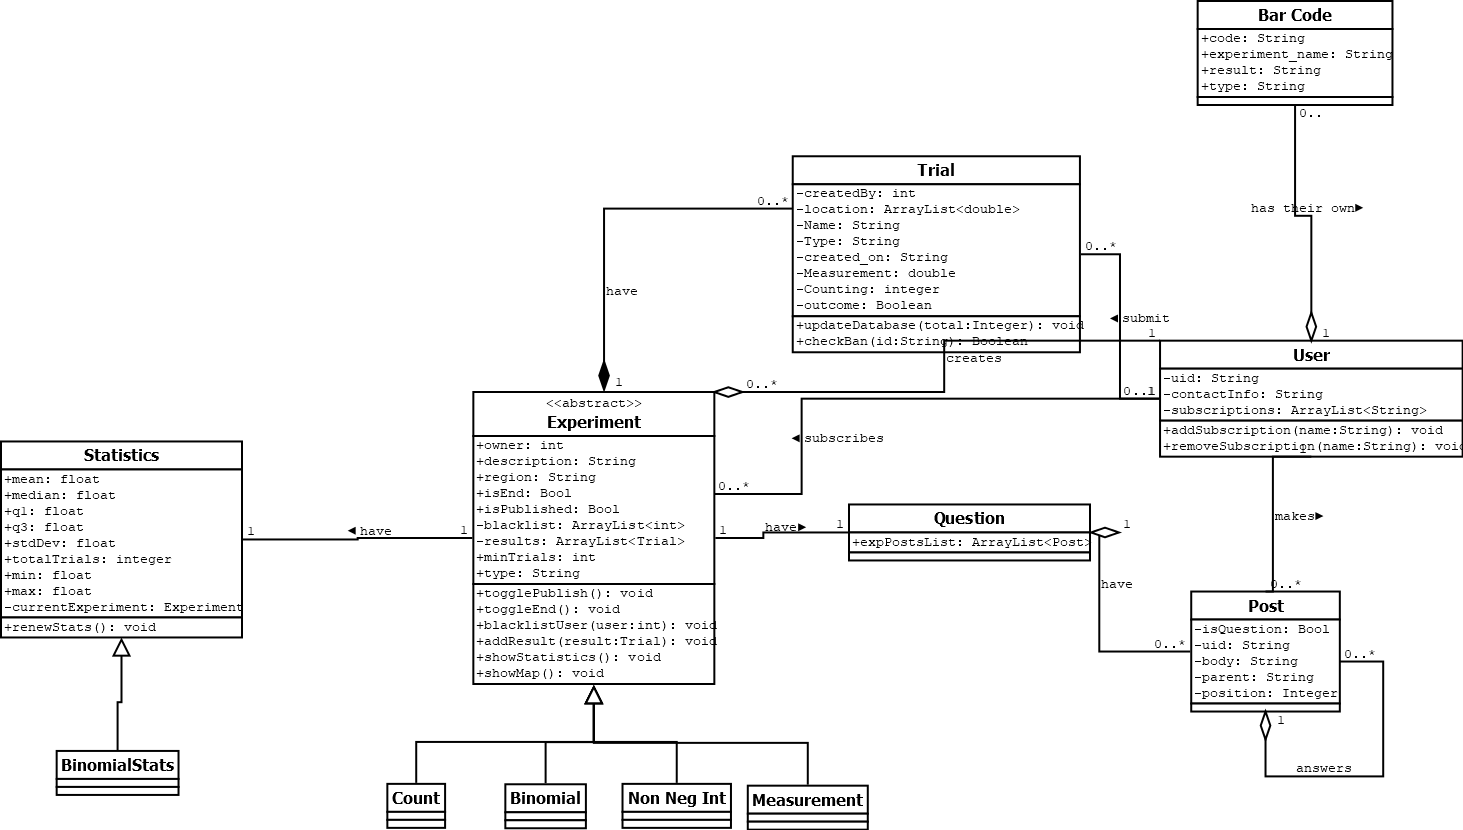 Bar Code
+code: String
+experiment_name: String
+result: String
+type: String
0..
has their own►
1
Trial
-createdBy: int
-location: ArrayList<double>
-Name: String
-Type: String
-created_on: String
-Measurement: double
-Counting: integer
-outcome: Boolean
+updateDatabase(total:Integer): void
+checkBan(id:String): Boolean
0..*
0..*
have
1
◄ submit
1
creates
0..*
User
-uid: String
-contactInfo: String
-subscriptions: ArrayList<String>
+addSubscription(name:String): void
+removeSubscription(name:String): void
0..1
1
1
<<abstract>>
Experiment
+owner: int
+description: String
+region: String
+isEnd: Bool
+isPublished: Bool
-blacklist: ArrayList<int>
-results: ArrayList<Trial>
+minTrials: int
+type: String
+togglePublish(): void
+toggleEnd(): void
+blacklistUser(user:int): void
+addResult(result:Trial): void
+showStatistics(): void
+showMap(): void
◄ subscribes
0..*
Statistics
+mean: float
+median: float
+q1: float
+q3: float
+stdDev: float
+totalTrials: integer
+min: float
+max: float
-currentExperiment: Experiment
+renewStats(): void
1
◄ have
1
1
have►
1
Question
+expPostsList: ArrayList<Post>
1
have
0..*
makes►
0..*
Post
-isQuestion: Bool
-uid: String
-body: String
-parent: String
-position: Integer
0..*
1
answers
BinomialStats
Count
Binomial
Non Neg Int
Measurement